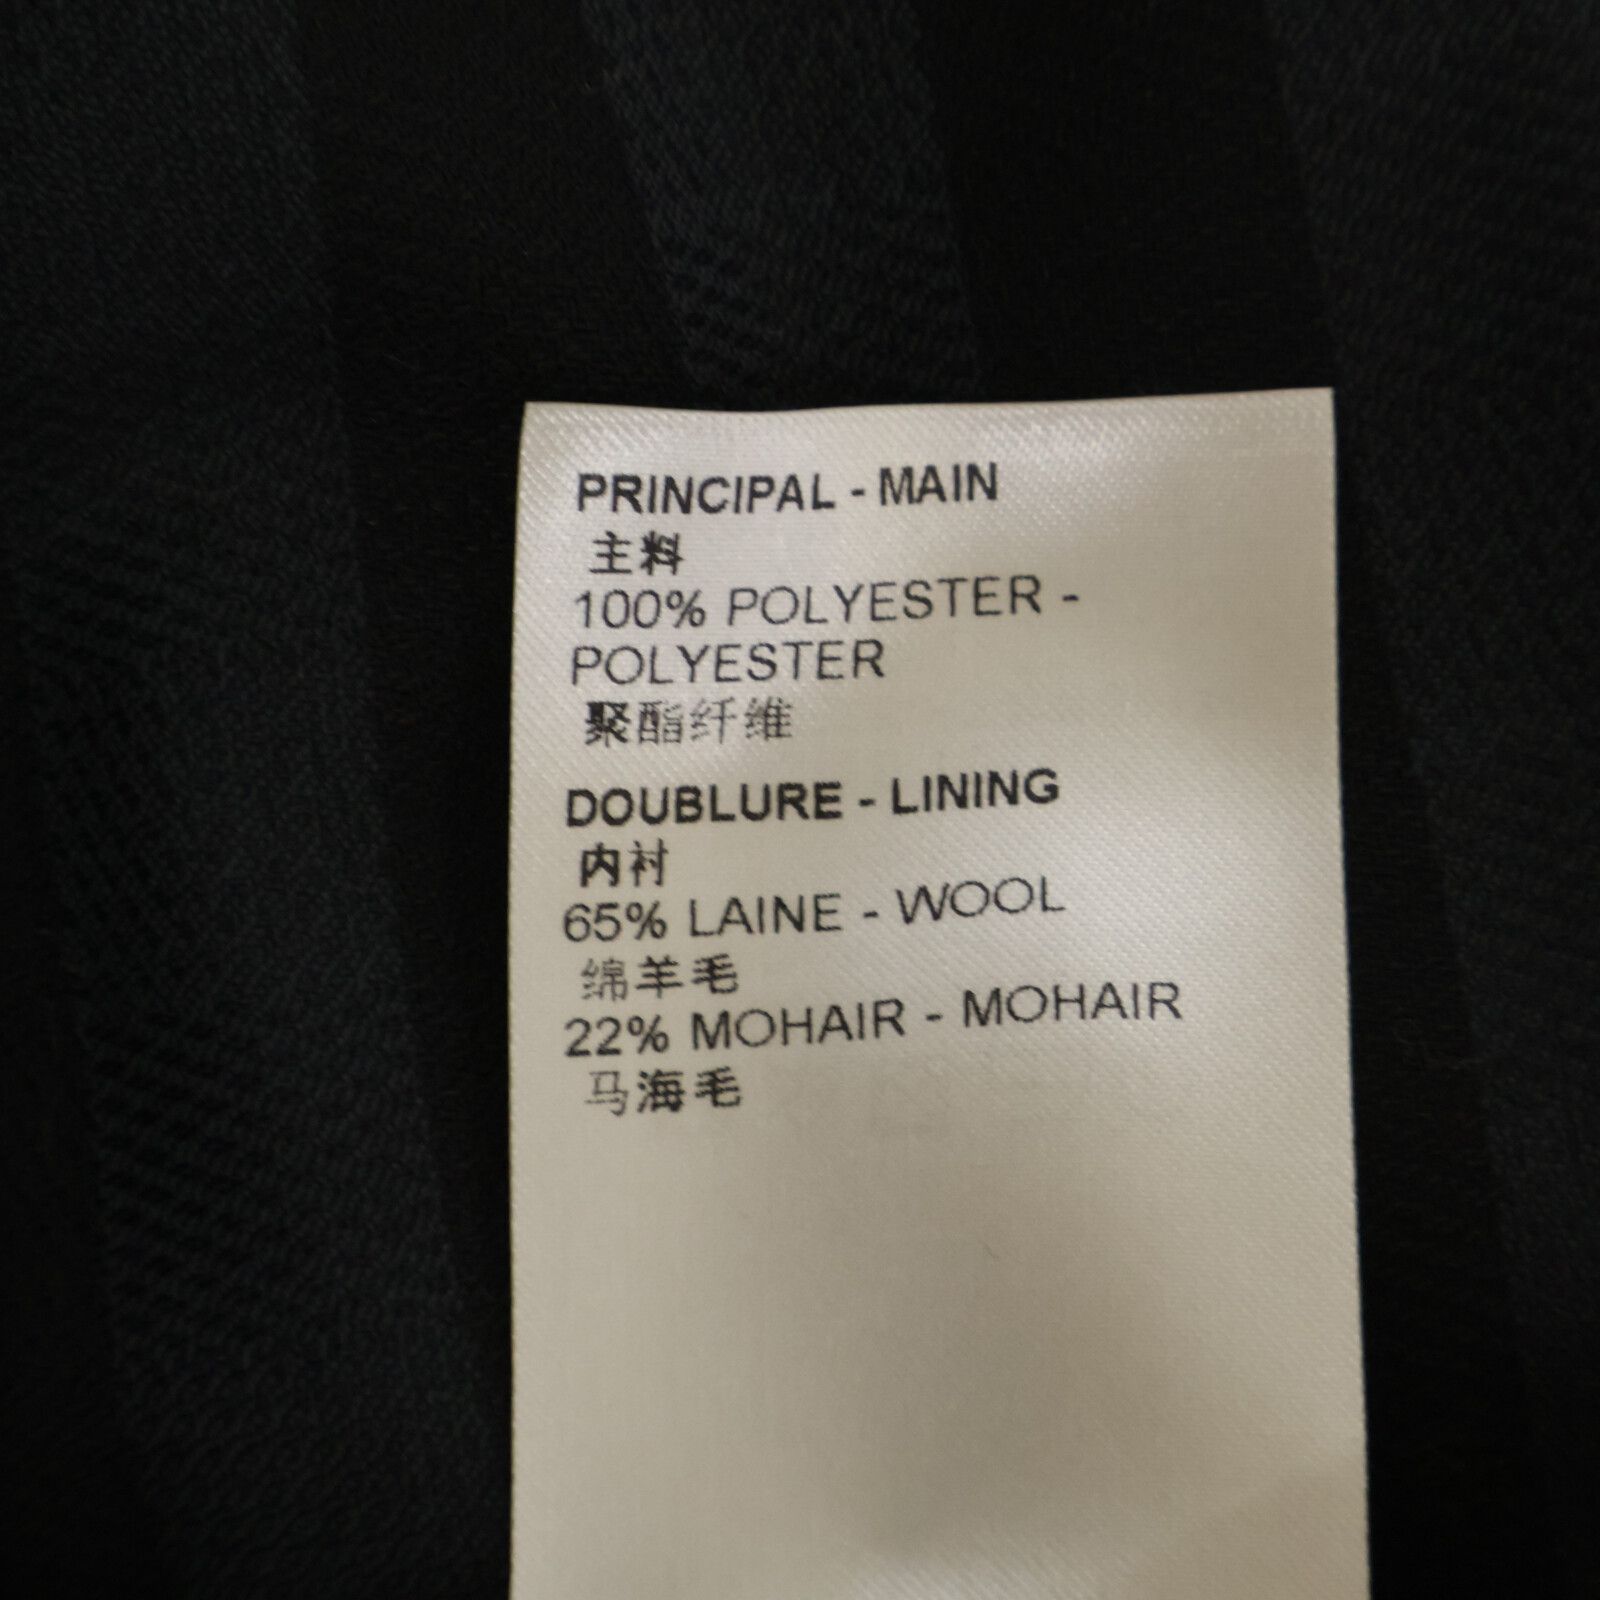 PRINCIPAL - MAIN
主料
100% POLYESTER -
POLYESTER
聚酯纤维
DOUBLURE - LINING
内衬
65% LAINE - WOOL
绵羊毛
22% MOHAIR - MOHAIR
马海毛